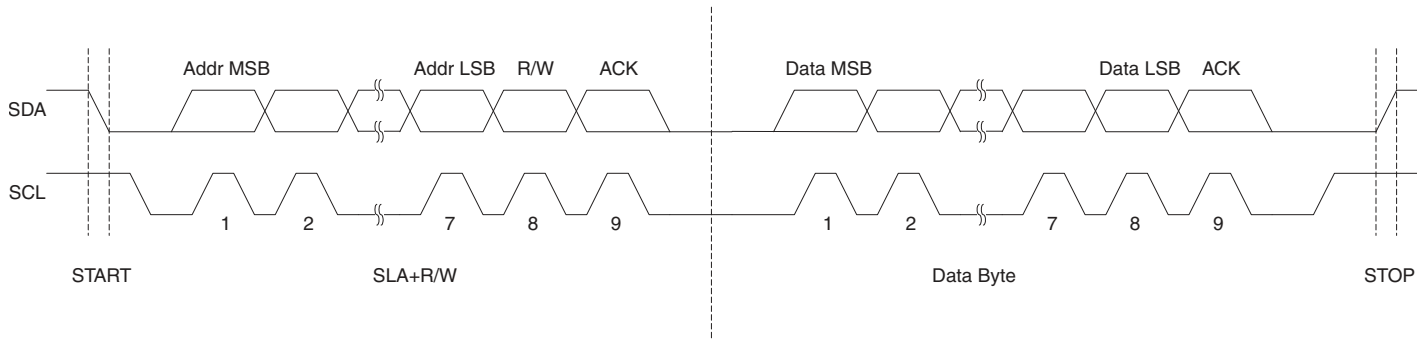 Addr MSB Addr LSB R/W ACK Data MSB Data LSB ACK
SDA
SCL
1 2 7 8 9 1 2 7 8 9
START SLA+R/W Data Byte STOP